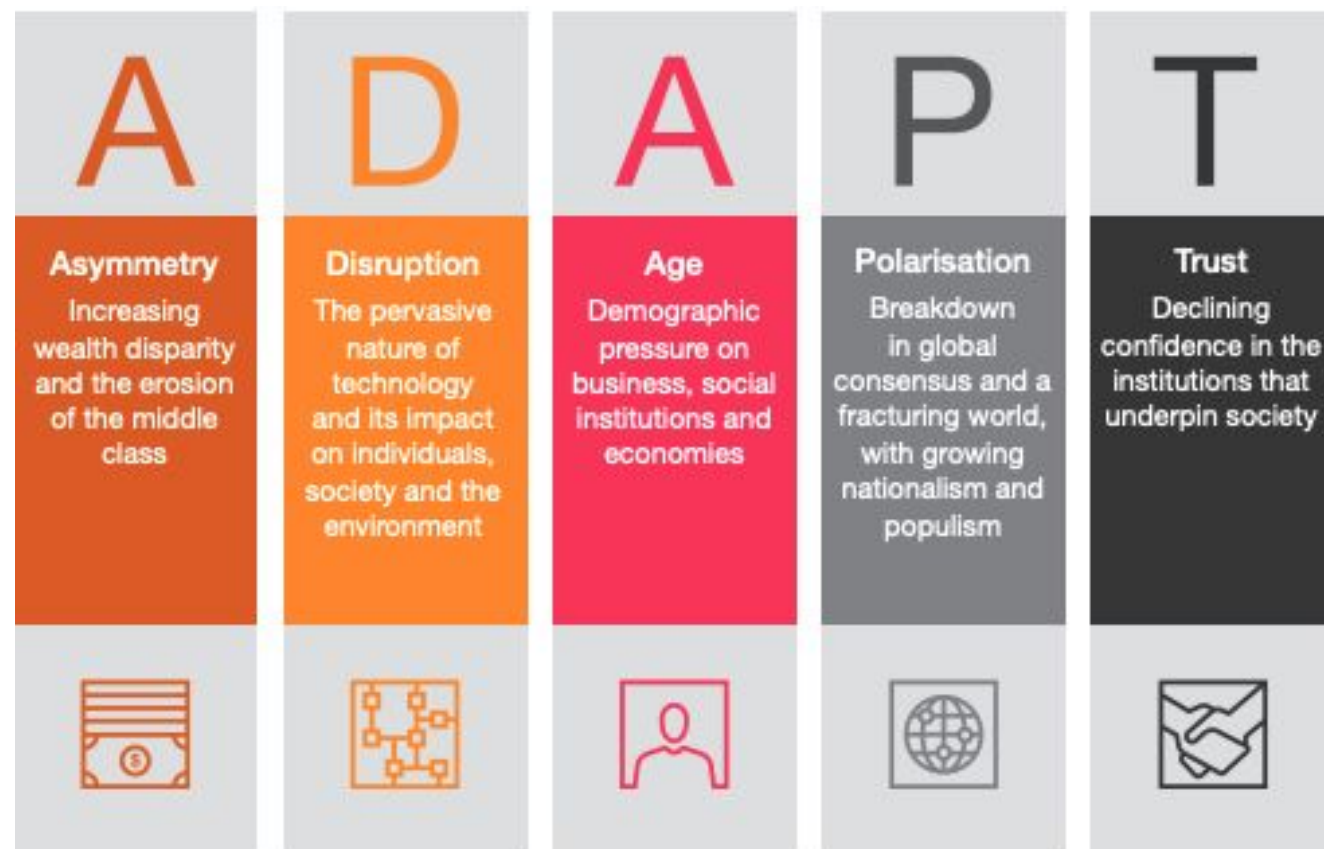 A
D
A
P
T
Asymmetry
Increasing
wealth disparity
and the erosion
of the middle
class
Disruption
The pervasive
nature of
technology
and its impact
on individuals,
society and the
environment
Age
Demographic
pressure on
business, social
institutions and
economies
Polarisation
Breakdown
in global
consensus and a
fracturing world,
with growing
nationalism and
populism
Trust
Declining
confidence in the
institutions that
underpin society
$